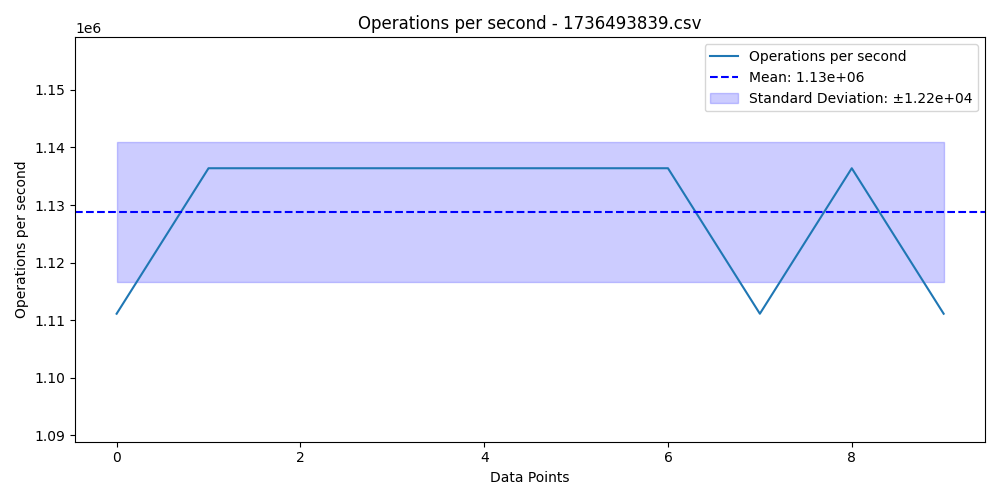 Operations per second - 1736493839.csv
1e6
Operations per second
Mean: 1.13e+06
Standard Deviation: ±1.22e+04
1.15
1.14
1.13
1.12
1.11
1.10
1.09
Operations per second
0 2 4 6 8
Data Points